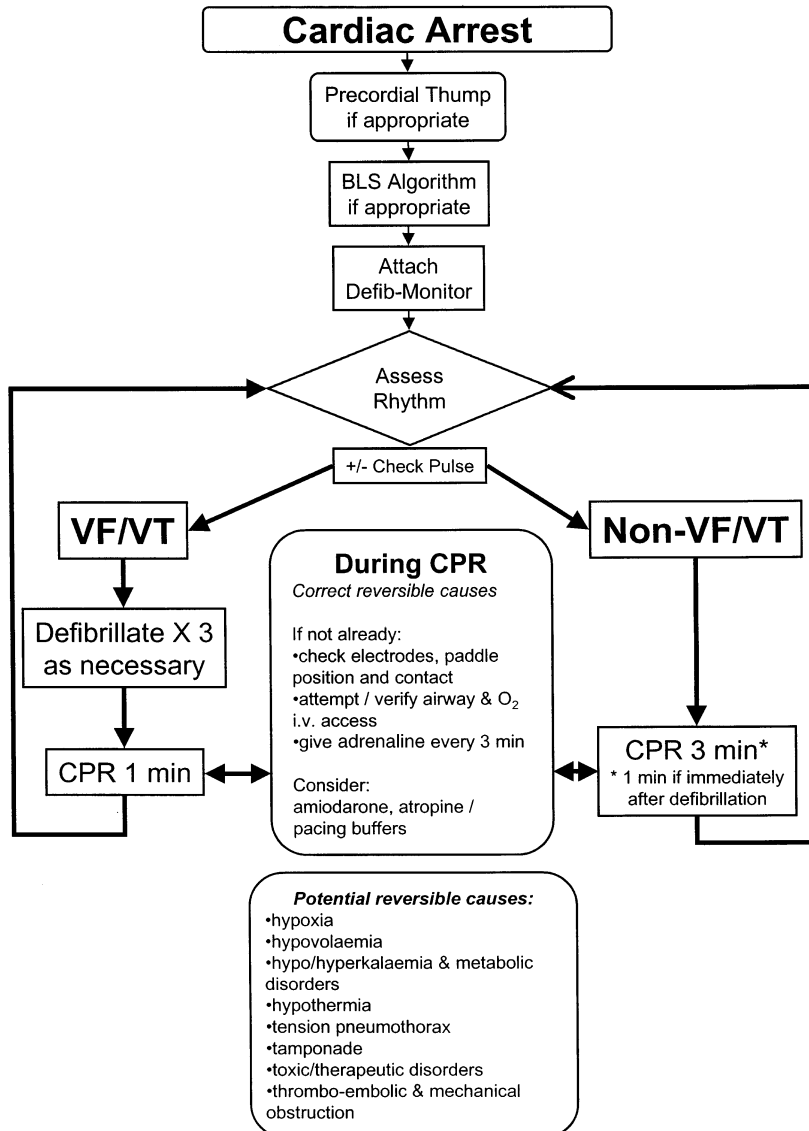 Cardiac Arrest
Precordial Thump
if appropriate
BLS Algorithm
if appropriate
Attach
Defib-Monitor
Assess
Rhythm
+/- Check Pulse
VF/VT
Non-VF/VT
Defibrillate X 3
as necessary
CPR 1 min
During CPR
Correct reversible causes
If not already:
•check electrodes, paddle
position and contact
•attempt / verify airway & O₂
i.v. access
•give adrenaline every 3 min
Consider:
amiodarone, atropine /
pacing buffers
CPR 3 min*
* 1 min if immediately
after defibrillation
Potential reversible causes:
•hypoxia
•hypovolaemia
•hypo/hyperkalaemia & metabolic
disorders
•hypothermia
•tension pneumothorax
•tamponade
•toxic/therapeutic disorders
•thrombo-embolic & mechanical
obstruction